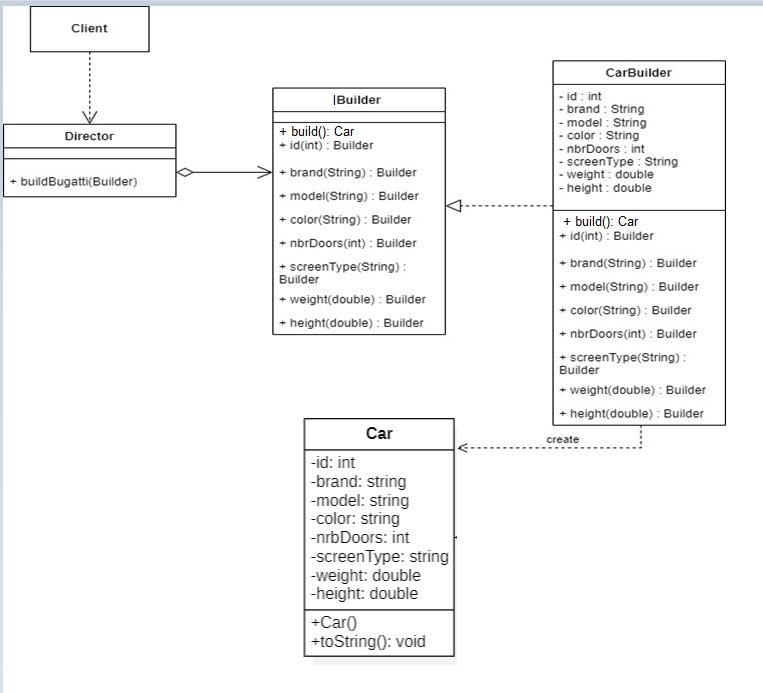 Client
Director
+ buildBugatti(Builder)
IBuilder
+ build(): Car
+ id(int) : Builder
+ brand(String) : Builder
+ model(String) : Builder
+ color(String) : Builder
+ nbrDoors(int) : Builder
+ screenType(String) :
Builder
+ weight(double) : Builder
+ height(double) : Builder
CarBuilder
- id : int
- brand : String
- model : String
- color : String
- nbrDoors : int
- screenType : String
- weight : double
- height : double
+ build(): Car
+ id(int) : Builder
+ brand(String) : Builder
+ model(String) : Builder
+ color(String) : Builder
+ nbrDoors(int) : Builder
+ screenType(String) :
Builder
+ weight(double) : Builder
+ height(double) : Builder
create
Car
-id: int
-brand: string
-model: string
-color: string
-nrbDoors: int
-screenType: string
-weight: double
-height: double
+Car()
+toString(): void